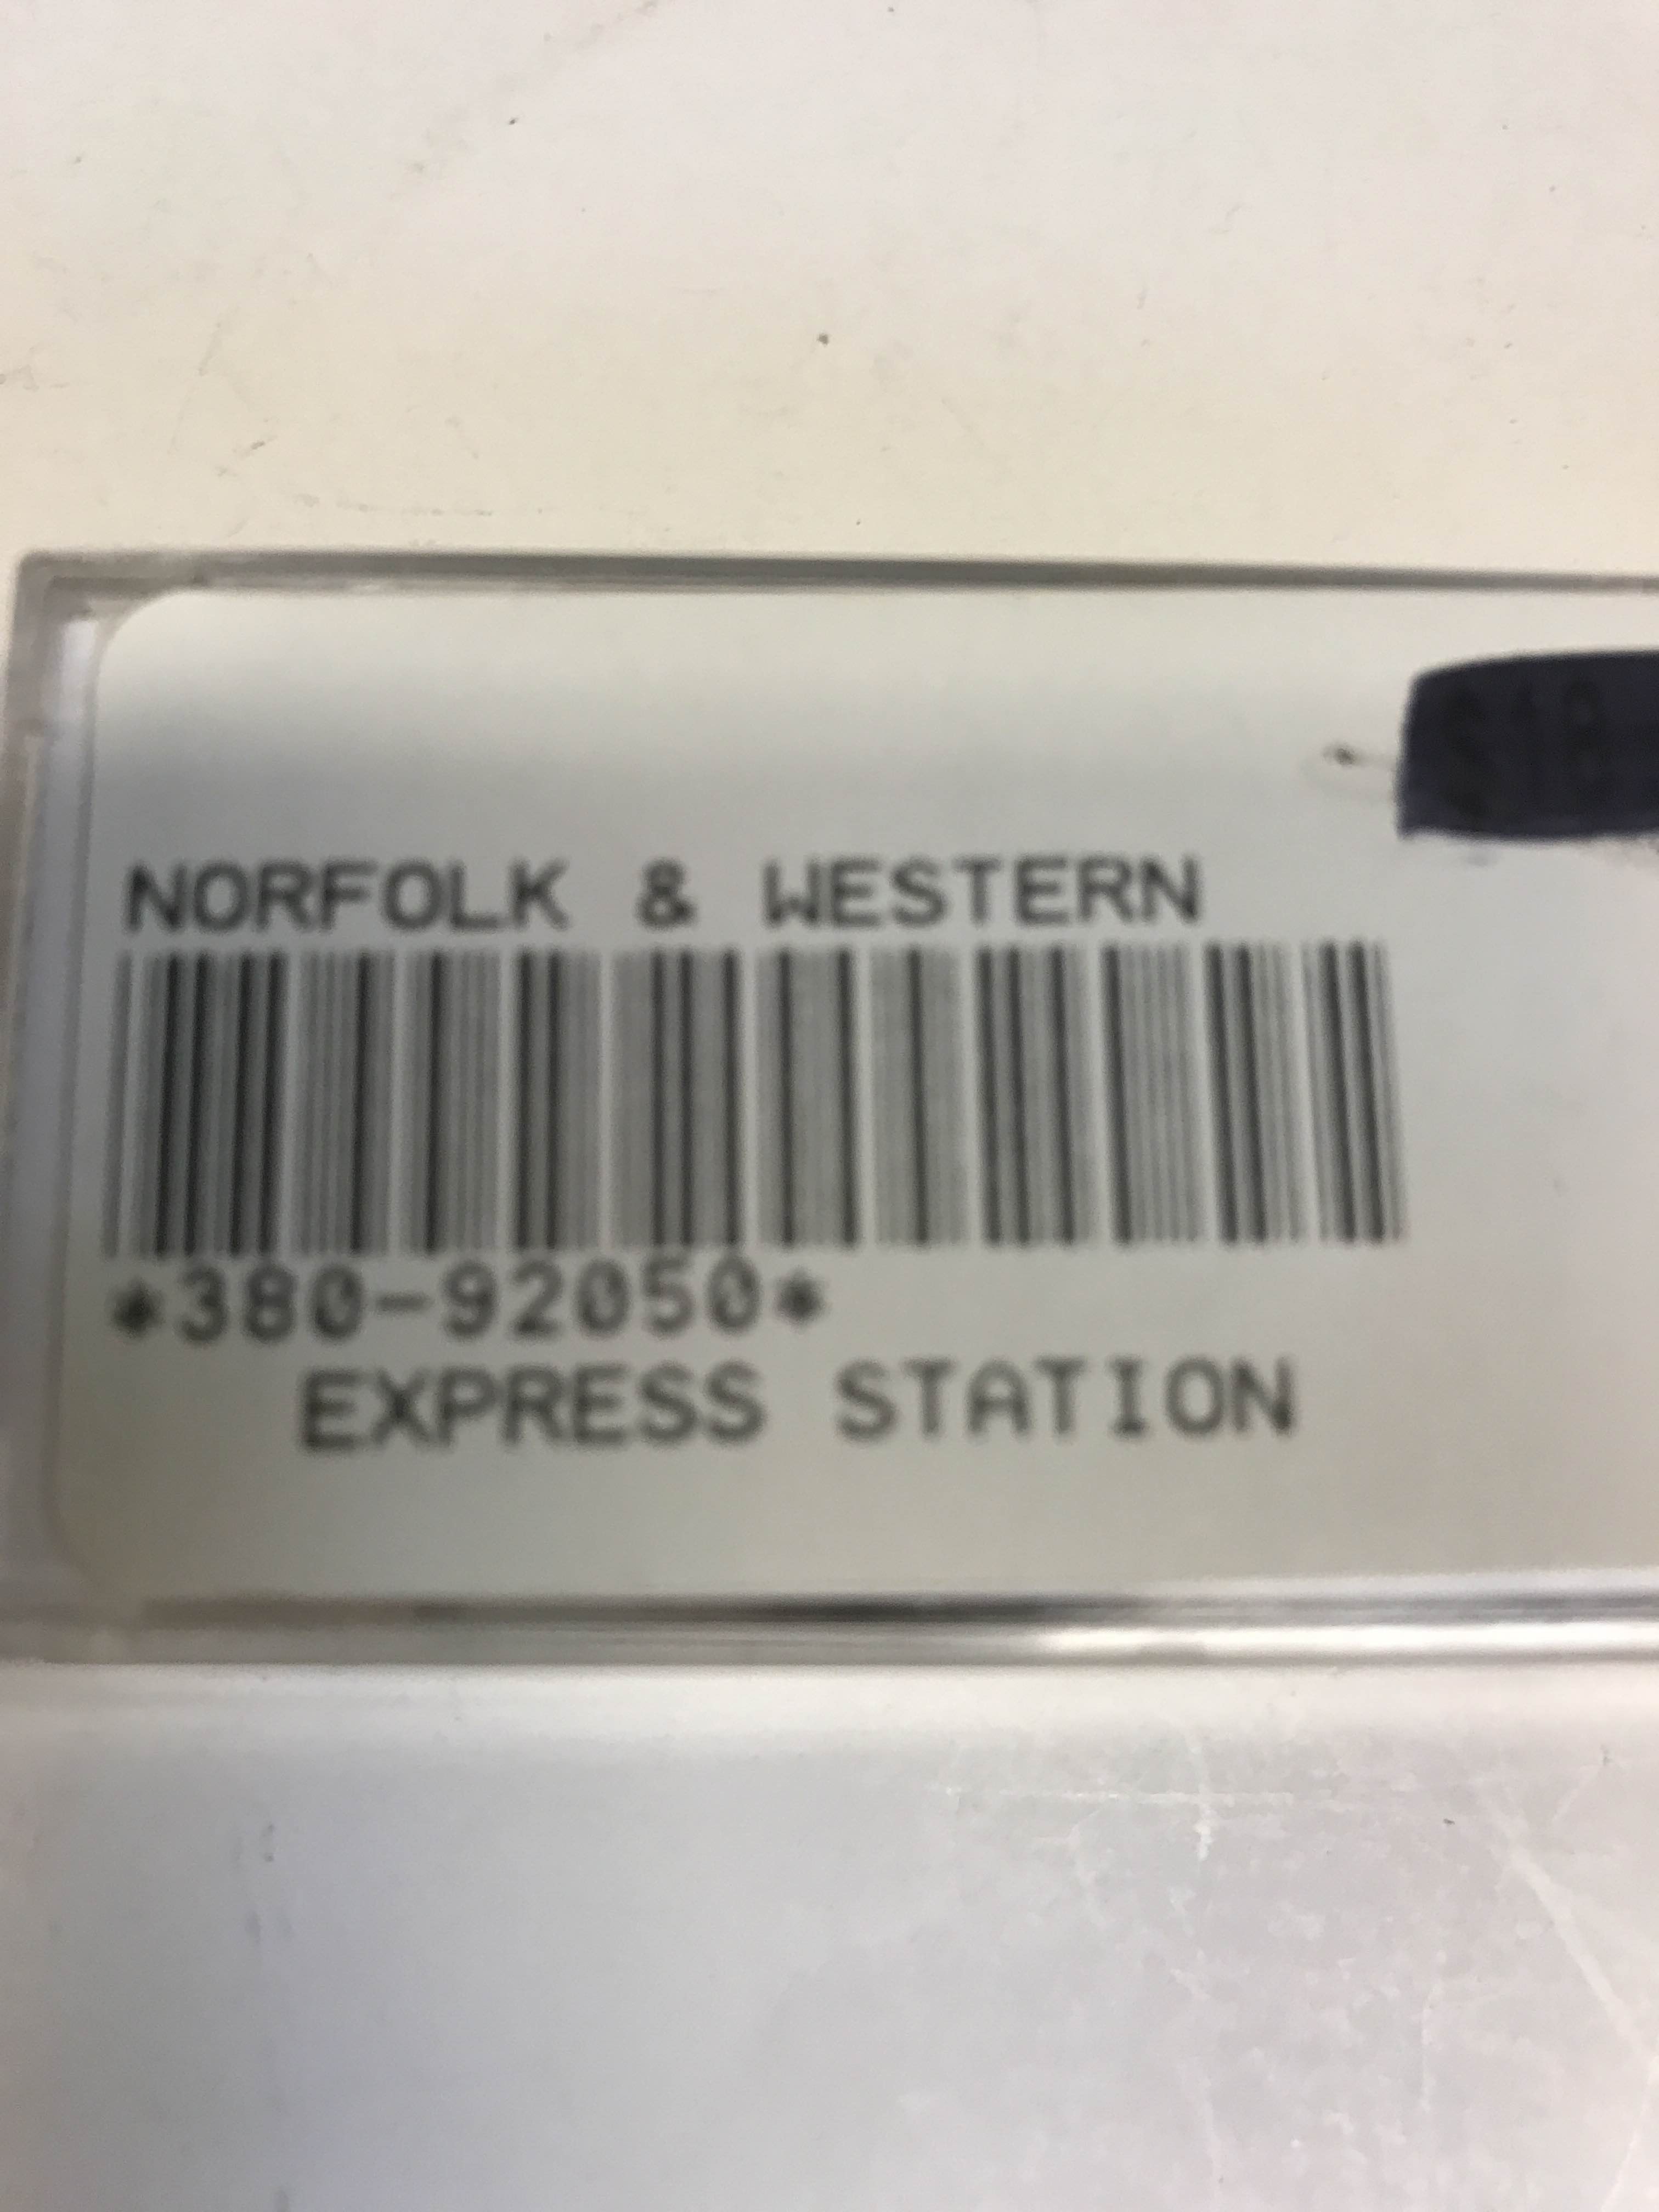 NORFOLK & WESTERN
*380-92050*
EXPRESS STATION